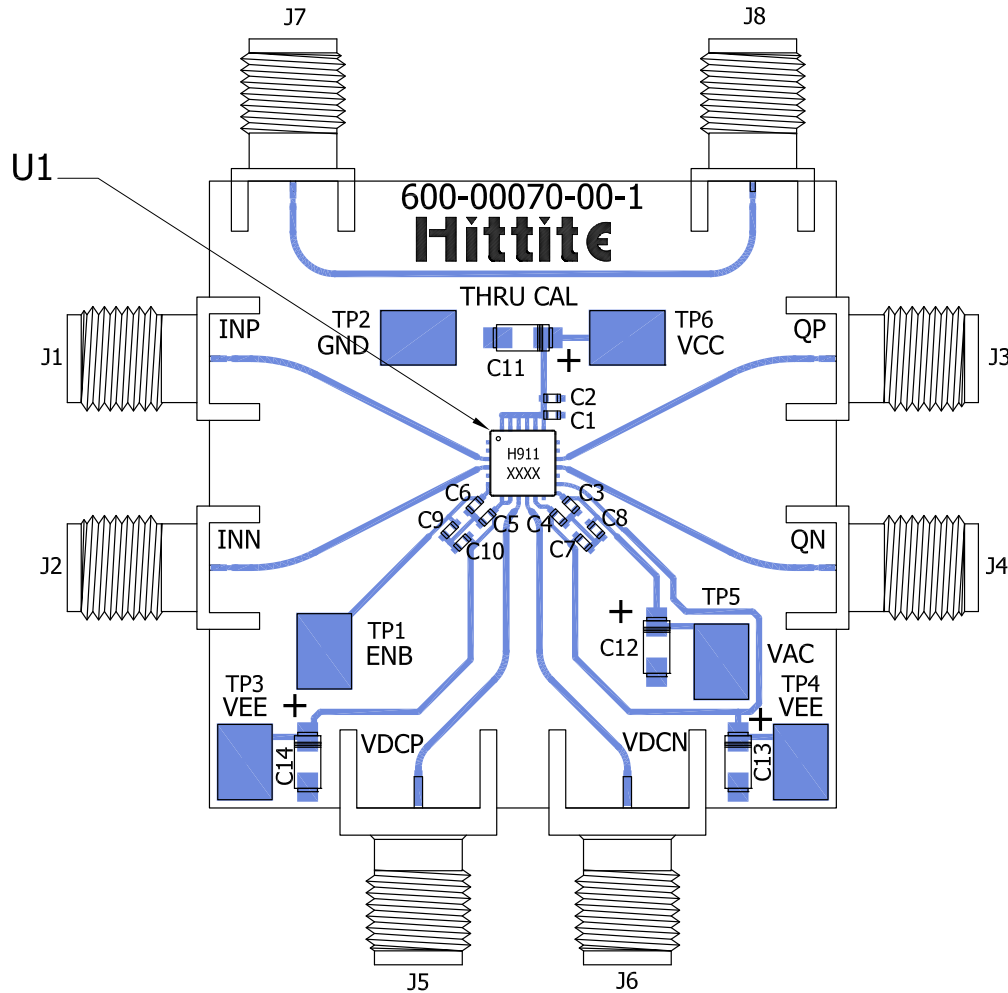 J7
J8
U1
600-00070-00-1
Hittite
THRU CAL
INP
TP2
GND
TP6
VCC
QP
J1
J3
C11
+
C2
C1
H911
XXXX
C6
C3
C9
C5
C4
C8
C10
C7
INN
QN
J2
J4
TP1
ENB
+
C12
TP5
VAC
TP3
VEE
+
C14
VDCP
VDCN
+
C13
TP4
VEE
J5
J6